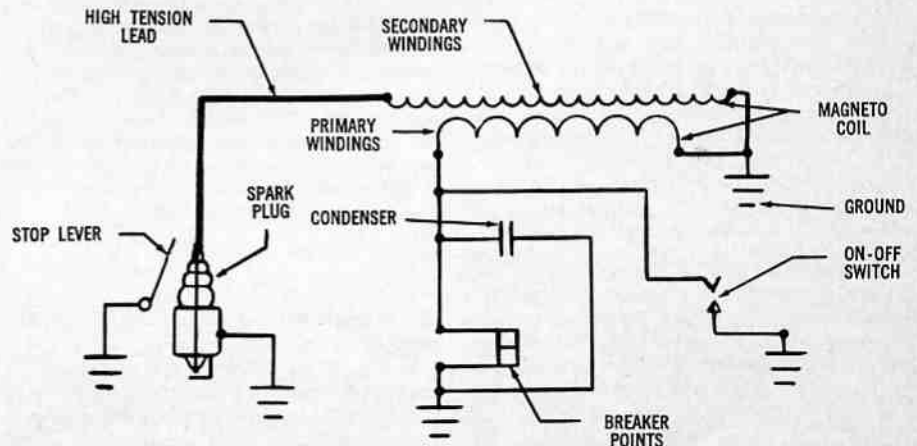 HIGH TENSION
LEAD
SECONDARY
WINDINGS
PRIMARY
WINDINGS
MAGNETO
COIL
SPARK
PLUG
CONDENSER
GROUND
STOP LEVER
ON-OFF
SWITCH
BREAKER
POINTS